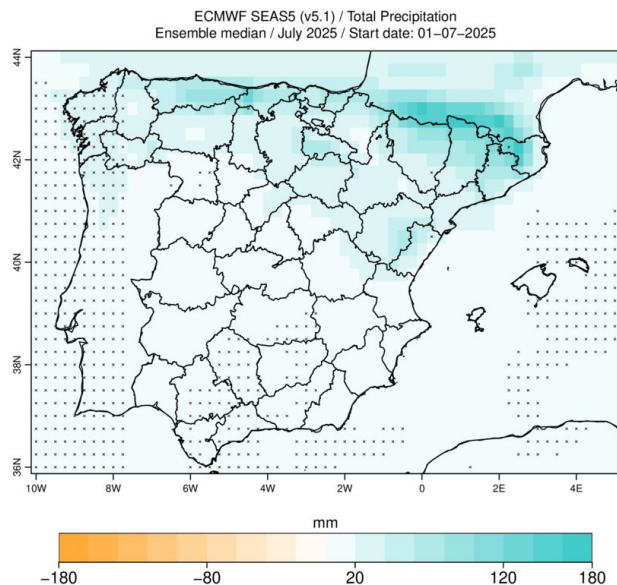 ECMWF SEAS5 (v5.1) / Total Precipitation
Ensemble median / July 2025 / Start date: 01−07−2025
44N
42N
40N
38N
36N
10W 8W 6W 4W 2W 0 2E 4E
mm
−180 −80 20 120 180